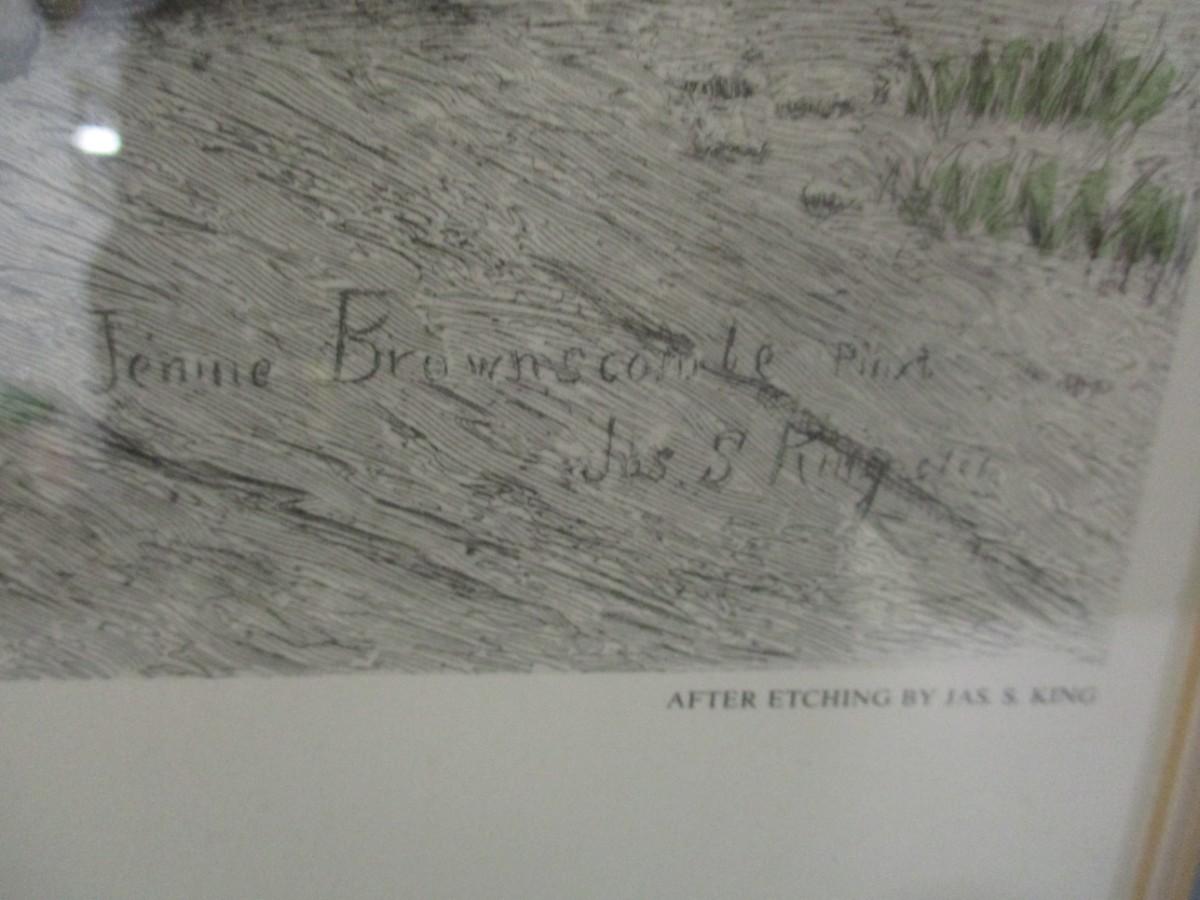 Jennie Brownscombe Pinxt
Jas. S King
AFTER ETCHING BY JAS. S. KING